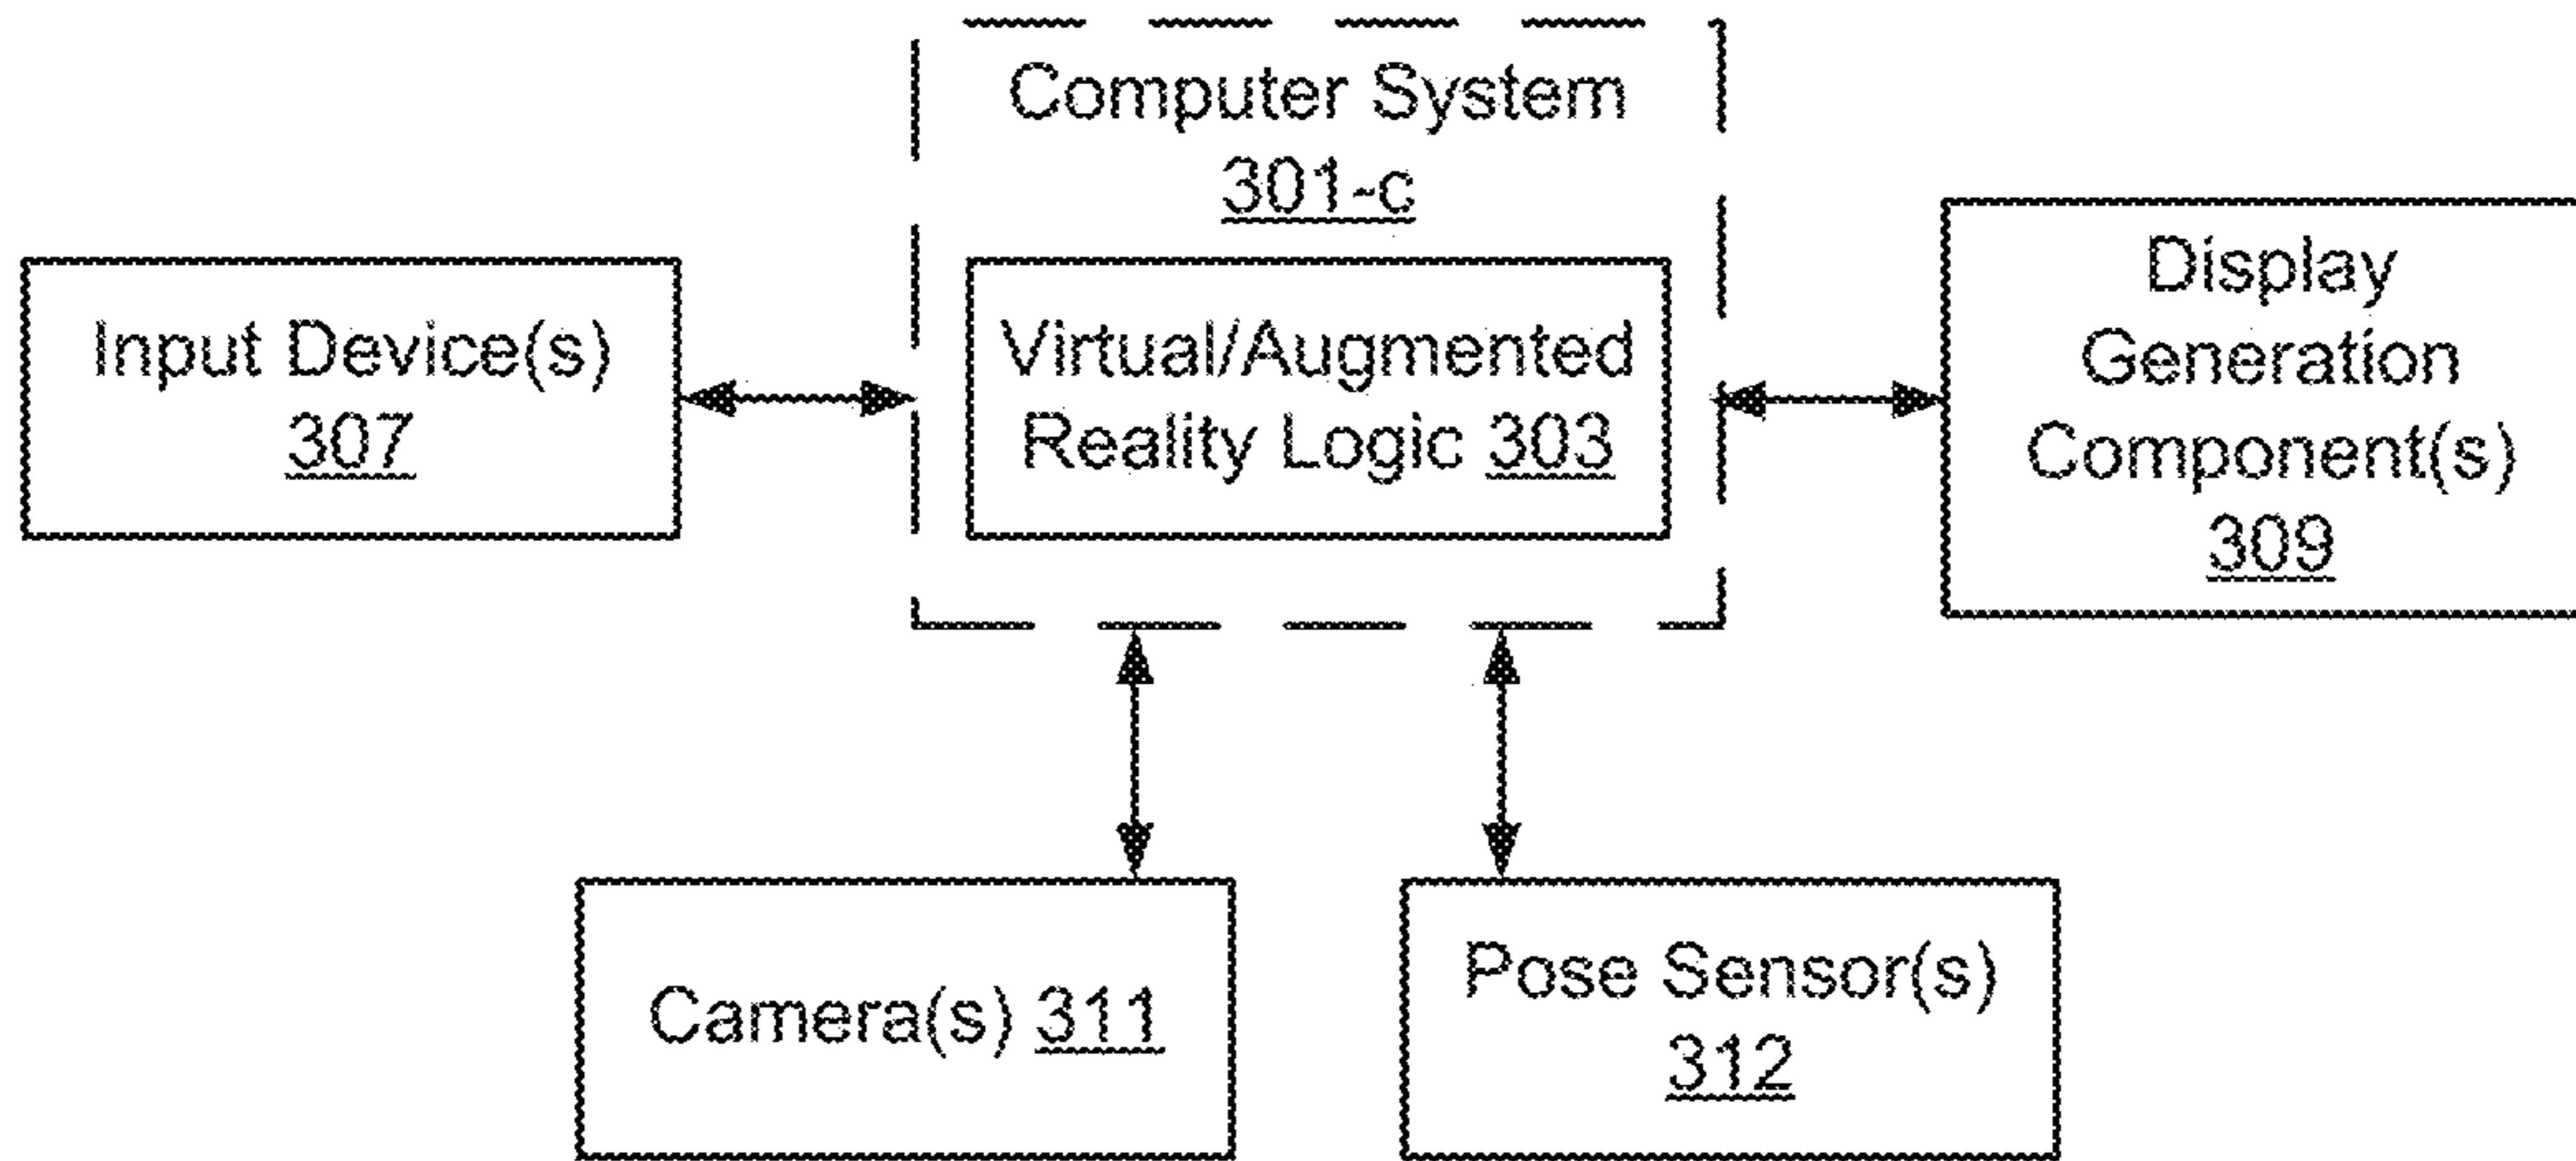 Computer System
301-c
Input Device(s)
307
Virtual/Augmented
Reality Logic 303
Display
Generation
Component(s)
309
Camera(s) 311
Pose Sensor(s)
312